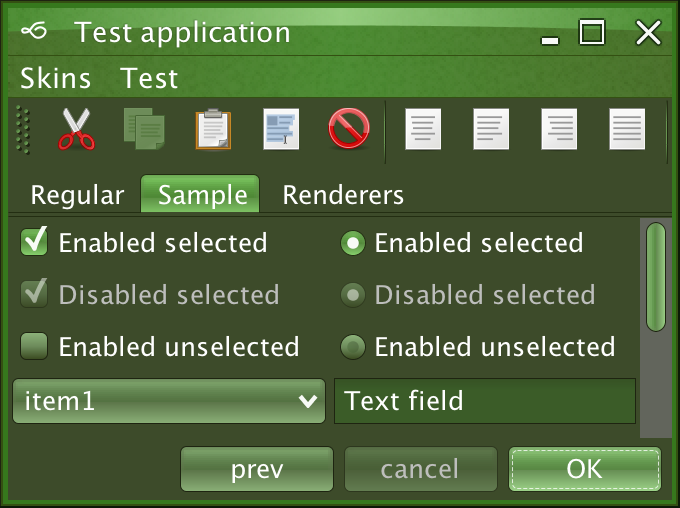 Test application
Skins Test
Regular Sample Renderers
Enabled selected Enabled selected
Disabled selected Disabled selected
Enabled unselected Enabled unselected
item1 Text field
prev cancel OK